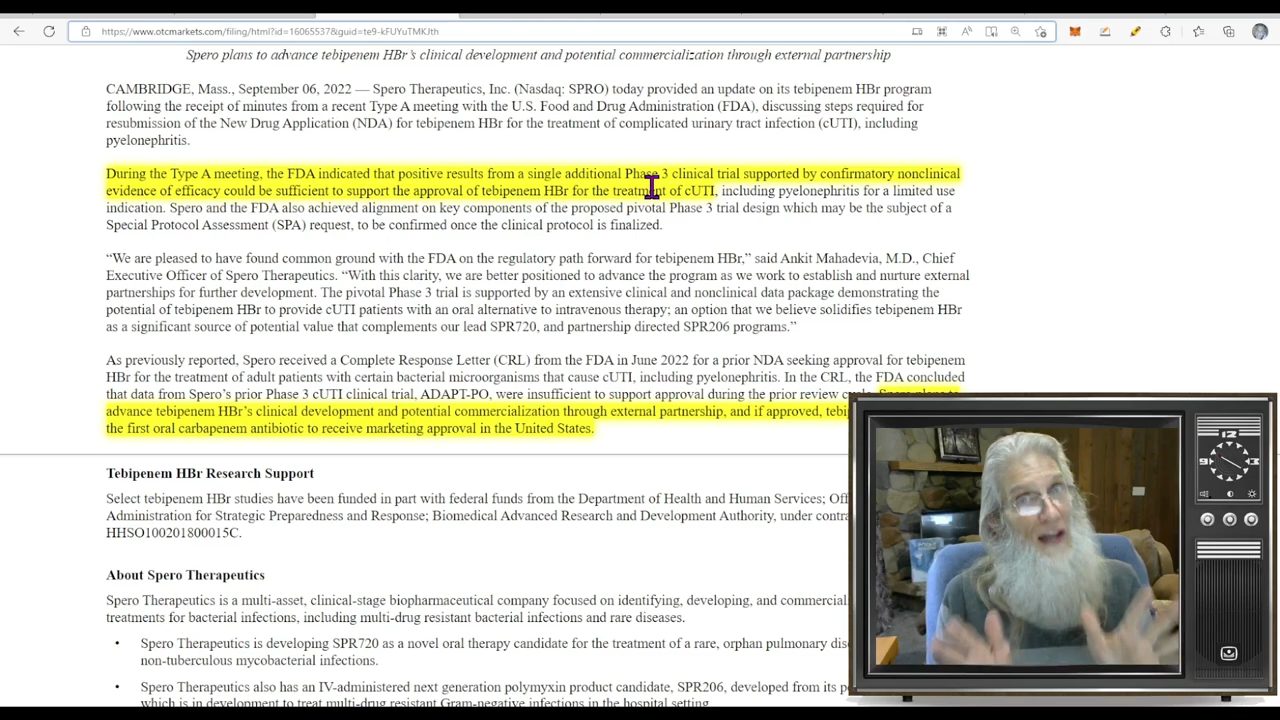 https://www.otcmarkets.com/filing/html?id=16065537&guid=te9-kFUYuTMKJth
Spero plans to advance tebipenem HBr’s clinical development and potential commercialization through external partnership
CAMBRIDGE, Mass., September 06, 2022 — Spero Therapeutics, Inc. (Nasdaq: SPRO) today provided an update on its tebipenem HBr program
following the receipt of minutes from a recent Type A meeting with the U.S. Food and Drug Administration (FDA), discussing steps required for
resubmission of the New Drug Application (NDA) for tebipenem HBr for the treatment of complicated urinary tract infection (cUTI), including
pyelonephritis.
During the Type A meeting, the FDA indicated that positive results from a single additional Phase 3 clinical trial supported by confirmatory nonclinical
evidence of efficacy could be sufficient to support the approval of tebipenem HBr for the treatment of cUTI, including pyelonephritis for a limited use
indication. Spero and the FDA also achieved alignment on key components of the proposed pivotal Phase 3 trial design which may be the subject of a
Special Protocol Assessment (SPA) request, to be confirmed once the clinical protocol is finalized.
“We are pleased to have found common ground with the FDA on the regulatory path forward for tebipenem HBr,” said Ankit Mahadevia, M.D., Chief
Executive Officer of Spero Therapeutics. “With this clarity, we are better positioned to advance the program as we work to establish and nurture external
partnerships for further development. The pivotal Phase 3 trial is supported by an extensive clinical and nonclinical data package demonstrating the
potential of tebipenem HBr to provide cUTI patients with an oral alternative to intravenous therapy; an option that we believe solidifies tebipenem HBr
as a significant source of potential value that complements our lead SPR720, and partnership directed SPR206 programs.”
As previously reported, Spero received a Complete Response Letter (CRL) from the FDA in June 2022 for a prior NDA seeking approval for tebipenem
HBr for the treatment of adult patients with certain bacterial microorganisms that cause cUTI, including pyelonephritis. In the CRL, the FDA concluded
that data from Spero’s prior Phase 3 cUTI clinical trial, ADAPT-PO, were insufficient to support approval during the prior review
advance tebipenem HBr’s clinical development and potential commercialization through external partnership, and if approved,
the first oral carbapenem antibiotic to receive marketing approval in the United States.
Tebipenem HBr Research Support
Select tebipenem HBr studies have been funded in part with federal funds from the Department of Health and Human Services;
Administration for Strategic Preparedness and Response; Biomedical Advanced Research and Development Authority, under
HHSO100201800015C.
About Spero Therapeutics
Spero Therapeutics is a multi-asset, clinical-stage biopharmaceutical company focused on identifying, developing, and
treatments for bacterial infections, including multi-drug resistant bacterial infections and rare diseases.
• Spero Therapeutics is developing SPR720 as a novel oral therapy candidate for the treatment of a rare, orphan pulmonary
non-tuberculous mycobacterial infections.
• Spero Therapeutics also has an IV-administered next generation polymyxin product candidate, SPR206, developed from its
which is in development to treat multi-drug resistant Gram-negative infections in the hospital setting.
12
9
3